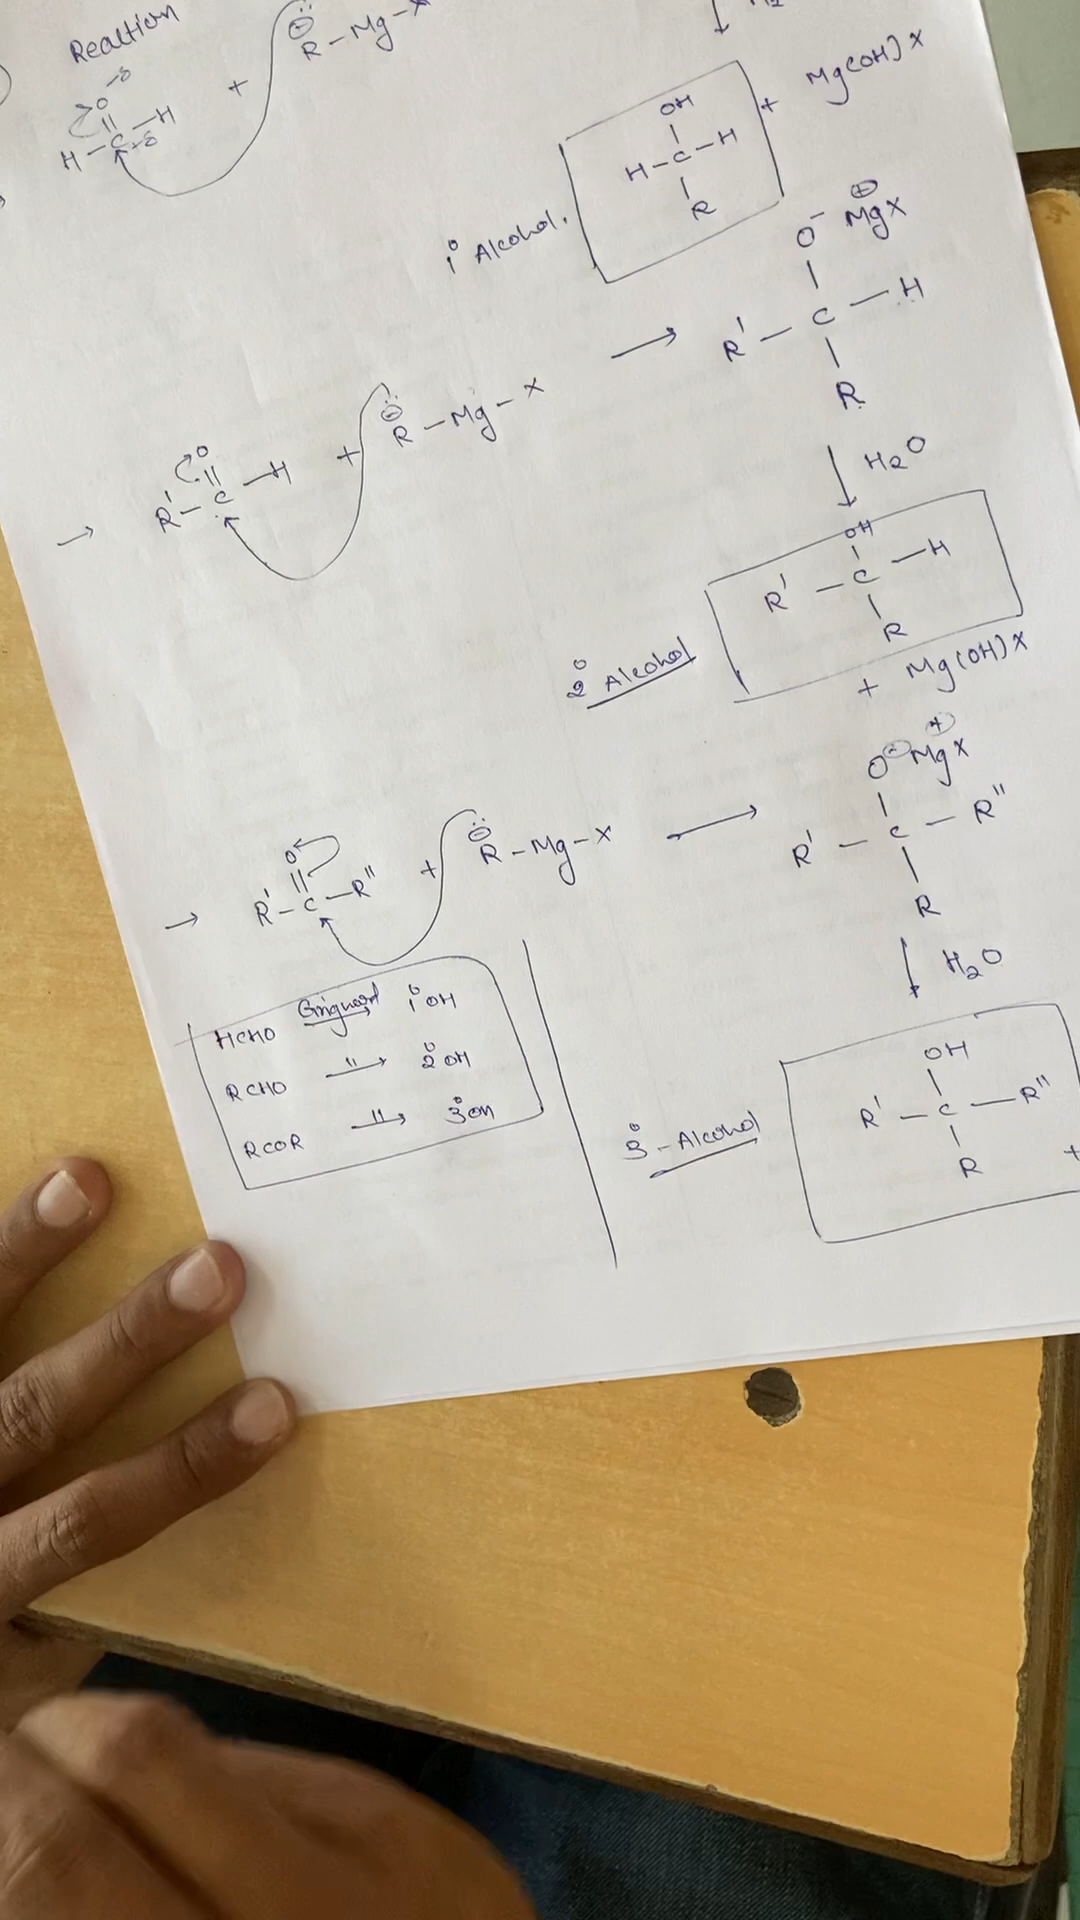 Reaction
R-Mg-X
O -δ
H-C-H +δ
+
Mg(OH)X
+
OH
H-C-H
R
1° Alcohol.
O⁻ ⊕MgX
R'-C-H
R
→
R'-C-H
O
+
⊖R-Mg-X
→
H2O
OH
R'-C-H
R
2° Alcohol
+ Mg(OH)X
O⊖ ⊕MgX
R'-C-R"
R
→
O
R'-C-R"
+
⊖R-Mg-X
→
H2O
HCHO Grignard 1° OH
RCHO " → 2° OH
RCOR " → 3° OH
OH
R'-C-R"
R
+
3°-Alcohol